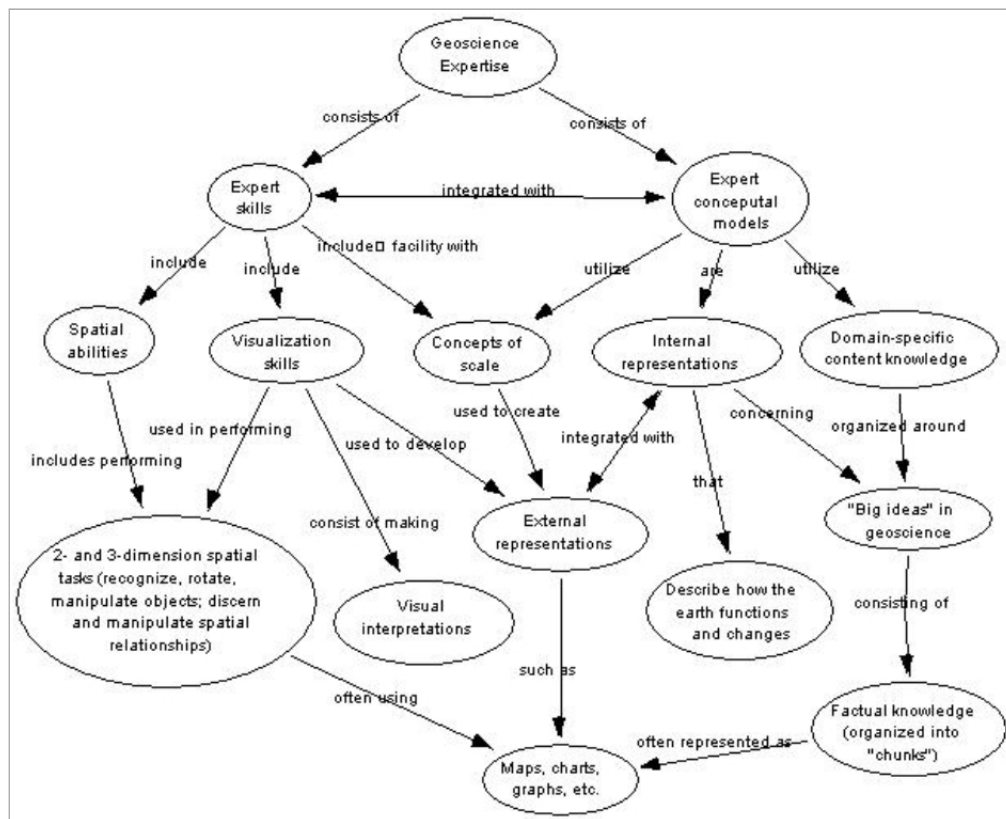 Geoscience
Expertise
consists of
consists of
Expert
skills
integrated with
Expert
conceputal
models
include
include
include□ facility with
utilize
are
utilize
Spatial
abilities
Visualization
skills
Concepts of
scale
Internal
representations
Domain-specific
content knowledge
used in performing
used to develop
used to create
integrated with
concerning
organized around
includes performing
consist of making
that
2- and 3-dimension spatial
tasks (recognize, rotate,
manipulate objects; discern
and manipulate spatial
relationships)
Visual
interpretations
External
representations
Describe how the
earth functions
and changes
"Big ideas" in
geoscience
consisting of
often using
such as
often represented as
Factual knowledge
(organized into
"chunks")
Maps, charts,
graphs, etc.